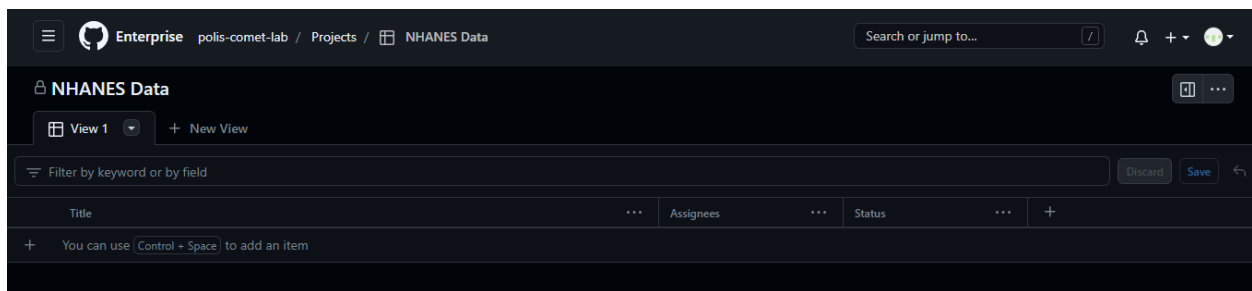 Enterprise polis-comet-lab / Projects / NHANES Data Search or jump to... /
NHANES Data
View 1 + New View
Filter by keyword or by field Discard Save
Title ... Assignees ... Status ... +
+ You can use Control + Space to add an item